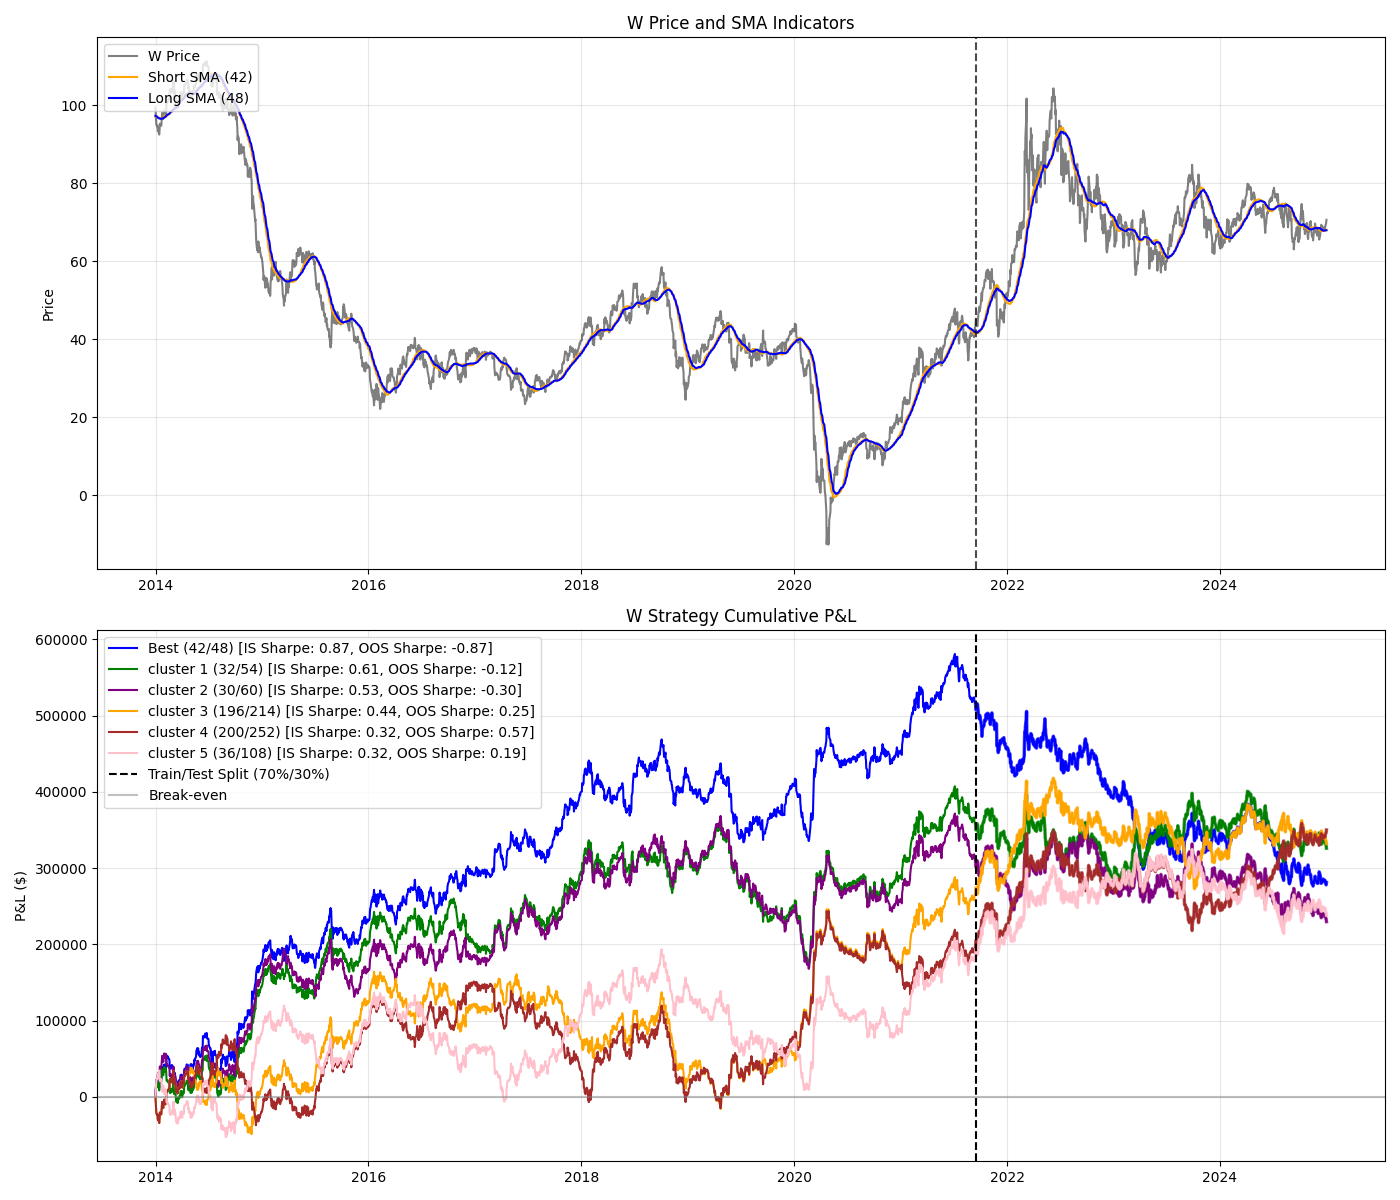 W Price and SMA Indicators
W Price
Short SMA (42)
Long SMA (48)
Price
100
80
60
40
20
0
2014 2016 2018 2020 2022 2024
W Strategy Cumulative P&L
Best (42/48) [IS Sharpe: 0.87, OOS Sharpe: -0.87]
cluster 1 (32/54) [IS Sharpe: 0.61, OOS Sharpe: -0.12]
cluster 2 (30/60) [IS Sharpe: 0.53, OOS Sharpe: -0.30]
cluster 3 (196/214) [IS Sharpe: 0.44, OOS Sharpe: 0.25]
cluster 4 (200/252) [IS Sharpe: 0.32, OOS Sharpe: 0.57]
cluster 5 (36/108) [IS Sharpe: 0.32, OOS Sharpe: 0.19]
Train/Test Split (70%/30%)
Break-even
P&L ($)
600000
500000
400000
300000
200000
100000
0
2014 2016 2018 2020 2022 2024